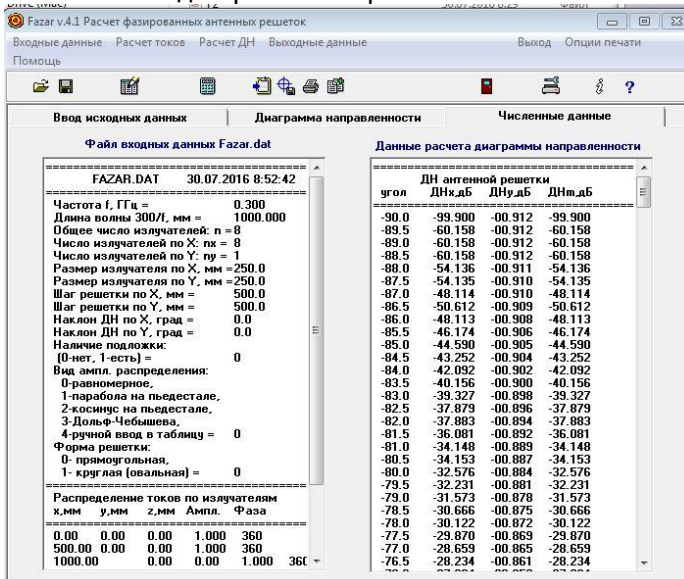 Fazar v.4.1 Расчет фазированных антенных решеток
Входные данные Расчет токов Расчет ДН Выходные данные Выход Опции печати
Помощь
Ввод исходных данных Диаграмма направленности Численные данные
Файл входных данных Fazar.dat
FAZAR.DAT 30.07.2016 8:52:42
Частота f, ГГц = 0.300
Длина волны 300/f, мм = 1000.000
Общее число излучателей: n =8
Число излучателей по X: nx = 8
Число излучателей по Y: ny = 1
Размер излучателя по X, мм =250.0
Размер излучателя по Y, мм =250.0
Шаг решетки по X, мм = 500.0
Шаг решетки по Y, мм = 500.0
Наклон ДН по X, град = 0.0
Наклон ДН по Y, град = 0.0
Наличие подложки:
(0-нет, 1-есть) = 0
Вид ампл. распределения:
0-равномерное,
1-парабола на пьедестале,
2-косинус на пьедестале,
3-Дольф-Чебышева,
4-ручной ввод в таблицу = 0
Форма решетки:
0- прямоугольная,
1- круглая (овальная) = 0
Распределение токов по излучателям
x,мм y,мм z,мм Ампл. Фаза
0.00 0.00 0.00 1.000 360
500.00 0.00 0.00 1.000 360
1000.00 0.00 0.00 1.000 36(
Данные расчета диаграммы направленности
ДН антенной решетки
угол ДНх,дБ ДНу,дБ ДНm,дБ
-90.0 -99.900 -00.912 -99.900
-89.5 -60.158 -00.912 -60.158
-89.0 -60.158 -00.912 -60.158
-88.5 -60.158 -00.912 -60.158
-88.0 -54.136 -00.911 -54.136
-87.5 -54.135 -00.910 -54.135
-87.0 -48.114 -00.910 -48.114
-86.5 -50.612 -00.909 -50.612
-86.0 -48.113 -00.908 -48.113
-85.5 -46.174 -00.906 -46.174
-85.0 -44.590 -00.905 -44.590
-84.5 -43.252 -00.904 -43.252
-84.0 -42.092 -00.902 -42.092
-83.5 -40.156 -00.900 -40.156
-83.0 -39.327 -00.898 -39.327
-82.5 -37.879 -00.896 -37.879
-82.0 -37.883 -00.894 -37.883
-81.5 -36.081 -00.892 -36.081
-81.0 -34.148 -00.889 -34.148
-80.5 -34.153 -00.887 -34.153
-80.0 -32.576 -00.884 -32.576
-79.5 -32.231 -00.881 -32.231
-79.0 -31.573 -00.878 -31.573
-78.5 -30.666 -00.875 -30.666
-78.0 -30.122 -00.872 -30.122
-77.5 -29.870 -00.869 -29.870
-77.0 -28.659 -00.865 -28.659
-76.5 -28.234 -00.861 -28.234